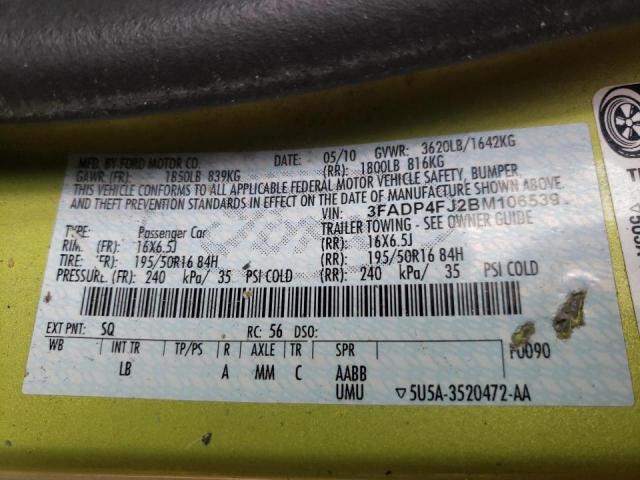 MFD. BY FORD MOTOR CO.
DATE: 05/10 GVWR: 3620LB/1642KG
GAWR: (FR): 1850LB 839KG (RR): 1800LB 816KG
THIS VEHICLE CONFORMS TO ALL APPLICABLE FEDERAL MOTOR VEHICLE SAFETY, BUMPER,
AND THEFT PREVENTION STANDARDS IN EFFECT ON THE DATE OF MANUFACTURE SHOWN ABOVE.
VIN: 3FADP4FJ2BM106539
TYPE: Passenger Car TRAILER TOWING - SEE OWNER GUIDE
RIM: (FR): 16X6.5J (RR): 16X6.5J
TIRE: (FR): 195/50R16 84H (RR): 195/50R16 84H
PRESSURE: (FR): 240 kPa/ 35 PSI COLD (RR): 240 kPa/ 35 PSI COLD
EXT PNT: SQ RC: 56 DSO:
WB INT TR TP/PS R AXLE TR SPR F0090
LB A MM C AABB
UMU ▽5U5A-3520472-AA